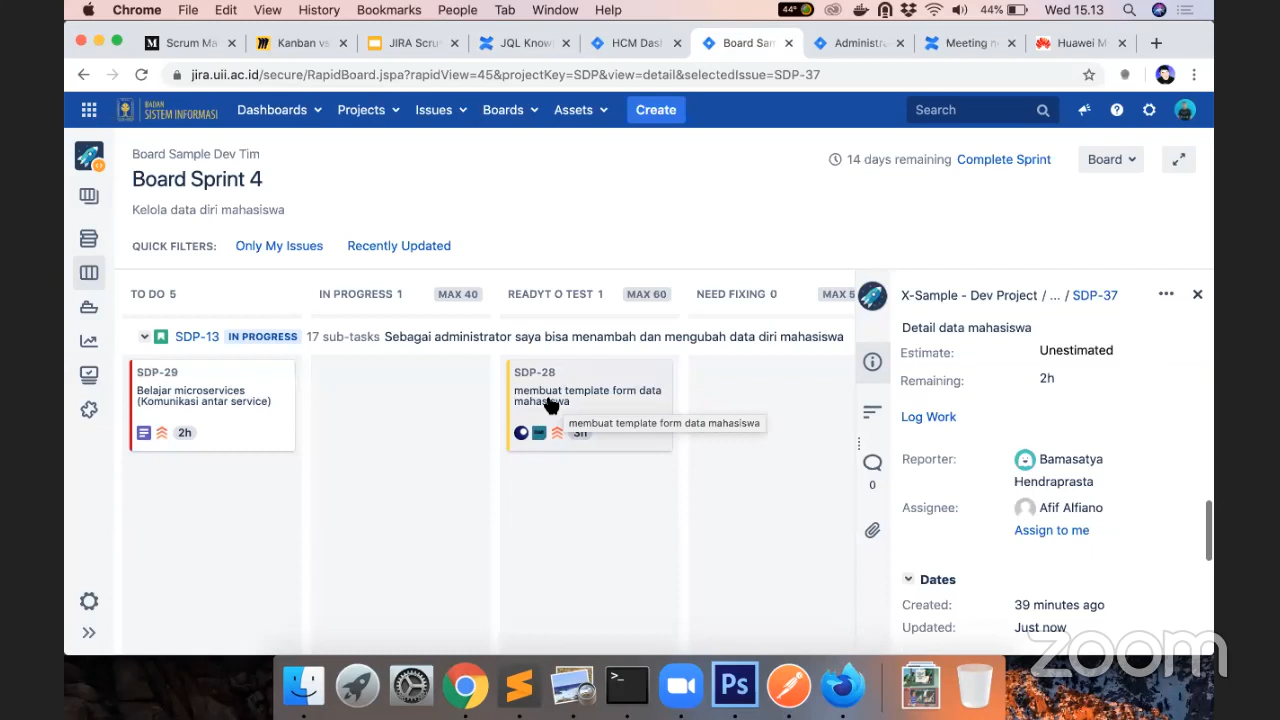 Chrome File Edit View History Bookmarks People Tab Window Help 44° 44% Wed 15.13
Scrum Ma Kanban vs JIRA Scru JQL Know HCM Das Board Sam Administra Meeting n Huawei M
jira.uii.ac.id/secure/RapidBoard.jspa?rapidView=45&projectKey=SDP&view=detail&selectedIssue=SDP-37
BADAN
SISTEM INFORMASI
Dashboards Projects Issues Boards Assets Create Search
Board Sample Dev Tim
14 days remaining Complete Sprint Board
Board Sprint 4
Kelola data diri mahasiswa
QUICK FILTERS: Only My Issues Recently Updated
TO DO 5 IN PROGRESS 1 MAX 40 READYT O TEST 1 MAX 60 NEED FIXING 0 MAX 5
SDP-13 IN PROGRESS 17 sub-tasks Sebagai administrator saya bisa menambah dan mengubah data diri mahasiswa
SDP-29
Belajar microservices
(Komunikasi antar service)
2h
SDP-28
membuat template form data
mahasiswa
membuat template form data mahasiswa
3h
X-Sample - Dev Project / ... / SDP-37
Detail data mahasiswa
Estimate: Unestimated
Remaining: 2h
Log Work
Reporter: Bamasatya
Hendraprasta
Assignee: Afif Alfiano
Assign to me
0
Dates
Created: 39 minutes ago
Updated: Just now
zoom
Ps